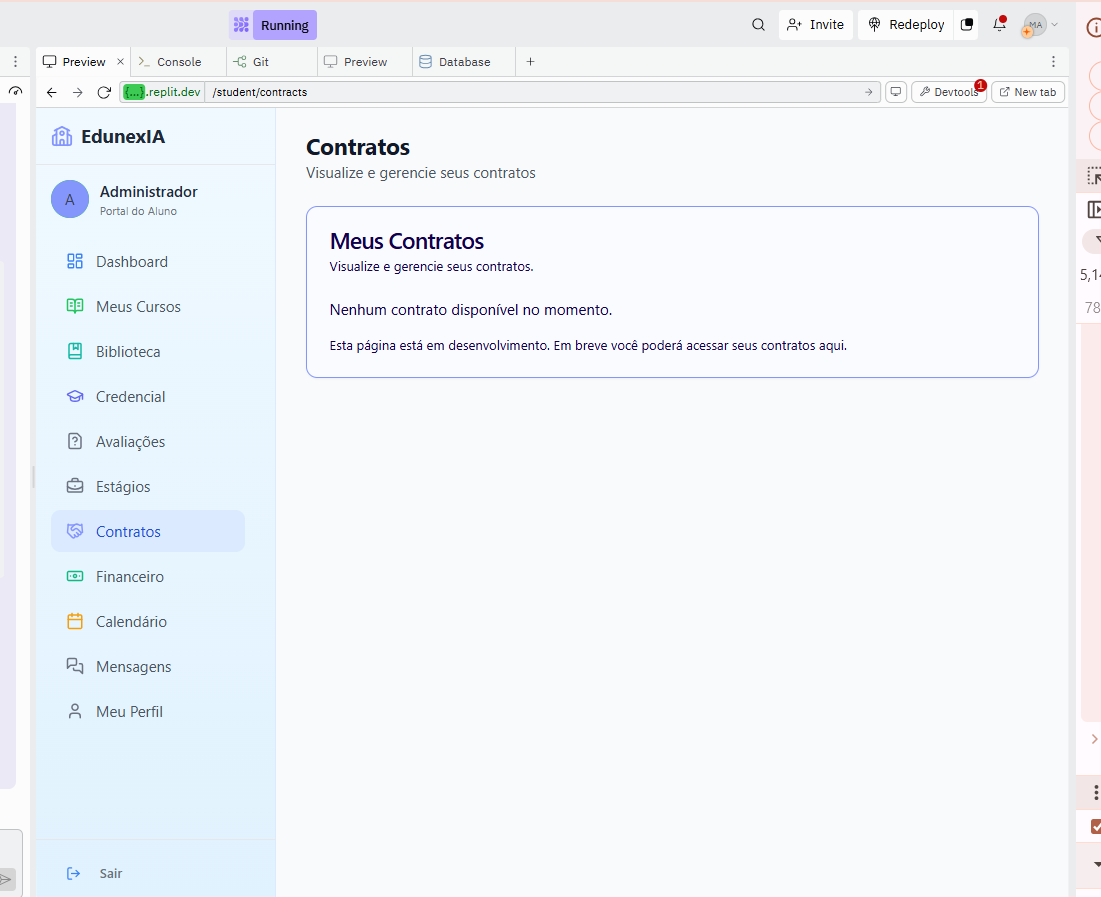 Running
Invite
Redeploy
MA
Preview
Console
Git
Preview
Database
{...}.replit.dev
/student/contracts
Devtools
1
New tab
EdunexIA
A
Administrador
Portal do Aluno
Dashboard
Meus Cursos
Biblioteca
Credencial
Avaliações
Estágios
Contratos
Financeiro
Calendário
Mensagens
Meu Perfil
Sair
Contratos
Visualize e gerencie seus contratos
Meus Contratos
Visualize e gerencie seus contratos.
Nenhum contrato disponível no momento.
Esta página está em desenvolvimento. Em breve você poderá acessar seus contratos aqui.
5,14
78